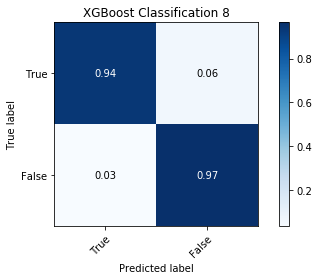 XGBoost Classification 8
True label
True
0.94
0.06
False
0.03
0.97
True
False
Predicted label
0.8
0.6
0.4
0.2